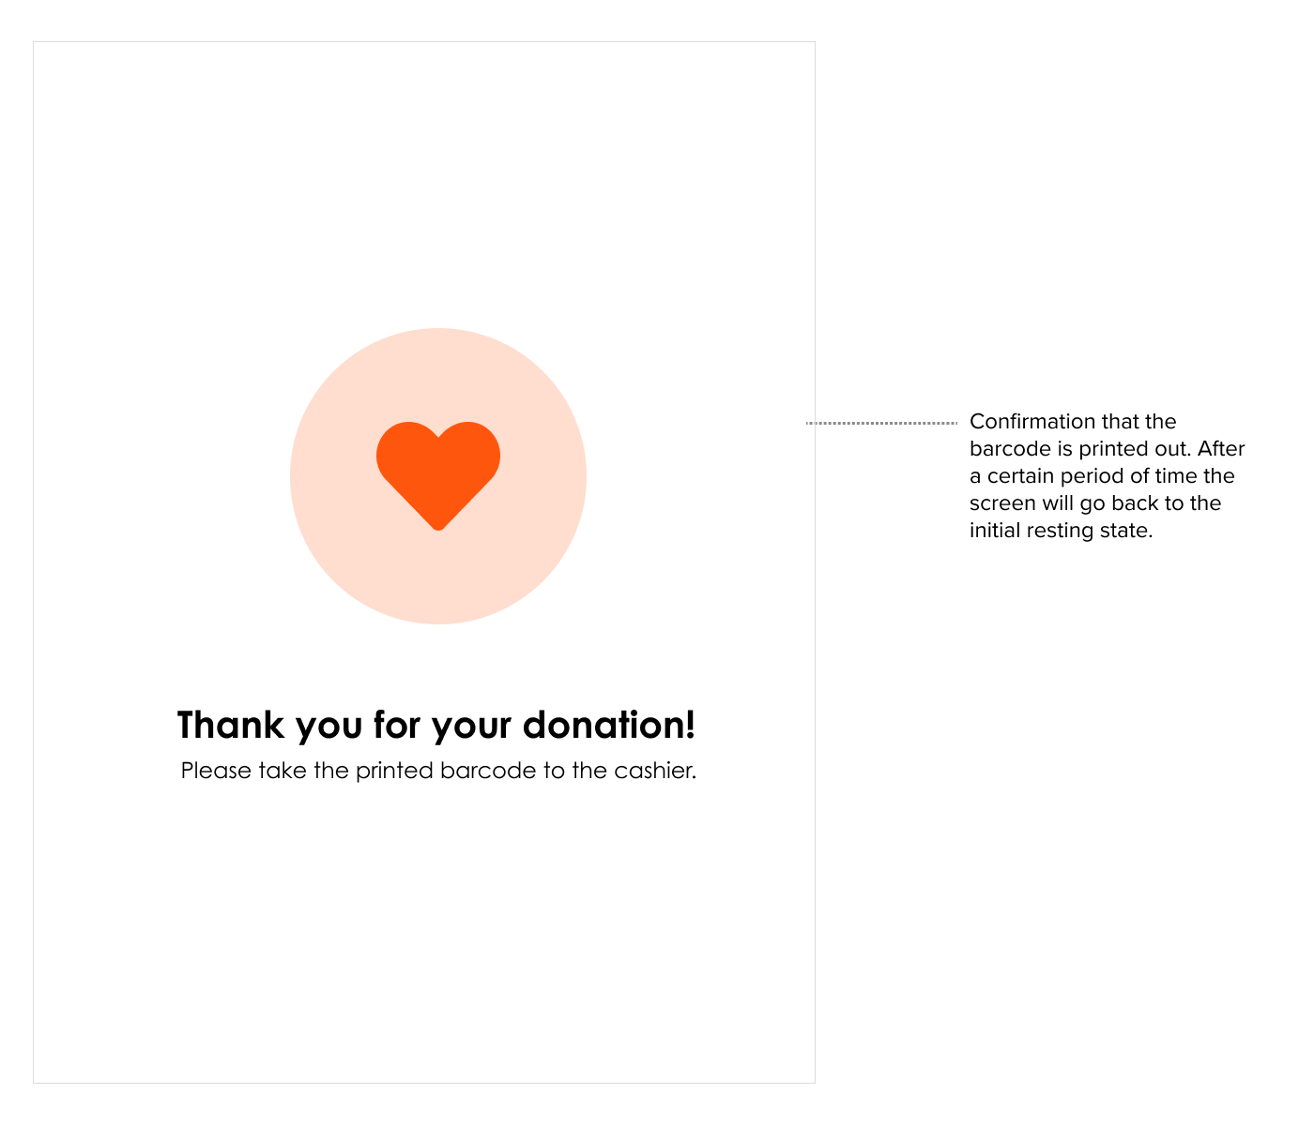 Confirmation that the
barcode is printed out. After
a certain period of time the
screen will go back to the
initial resting state.
Thank you for your donation!
Please take the printed barcode to the cashier.